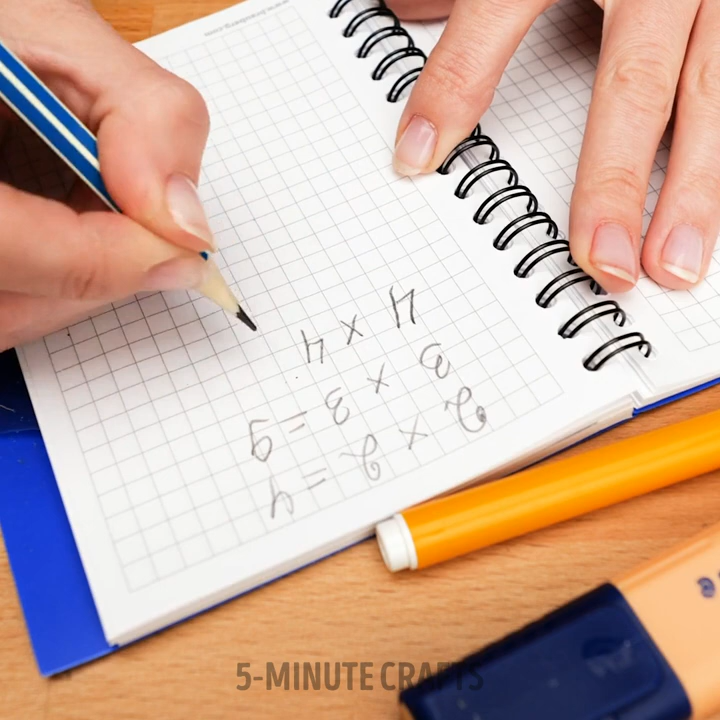 2 x 2 = 4
3 x 3 = 9
4 x 4
5-MINUTE CRAFTS